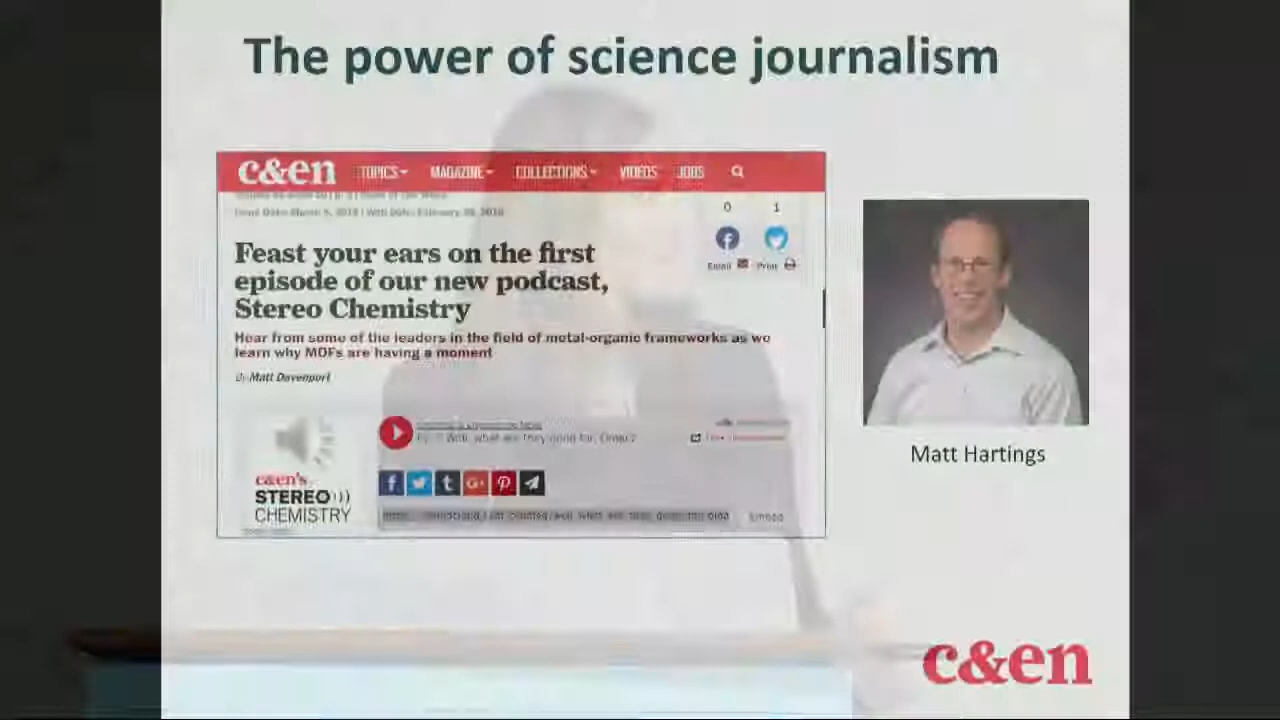 The power of science journalism
c&en TOPICS MAGAZINE COLLECTIONS VIDEOS JOBS
0 1
Feast your ears on the first
episode of our new podcast,
Stereo Chemistry
Email Print
Hear from some of the leaders in the field of metal-organic frameworks as we
learn why MOFs are having a moment
By Matt Davenport
c&en's
STEREO
CHEMISTRY
Matt Hartings
c&en